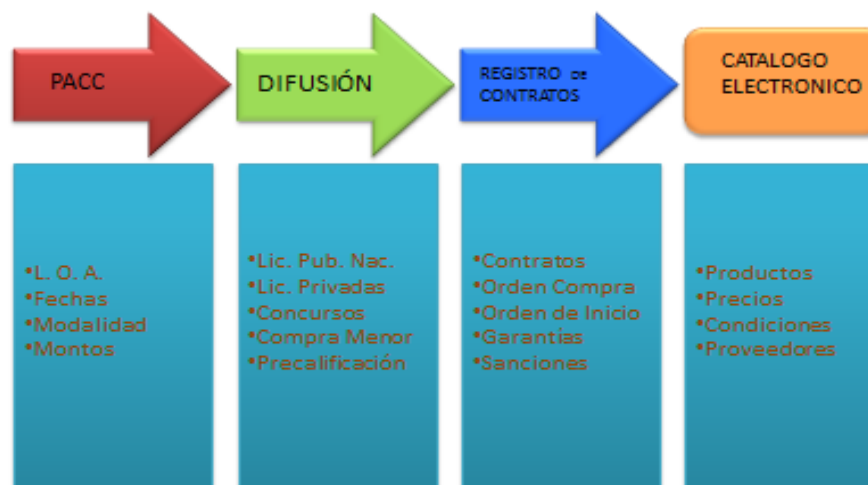 PACC
DIFUSIÓN
REGISTRO DE
CONTRATOS
CATALOGO
ELECTRONICO
•L. O. A.
•Fechas
•Modalidad
•Montos
•Lic. Pub. Nac.
•Lic. Privadas
•Concursos
•Compra Menor
•Precalificación
•Contratos
•Orden Compra
•Orden de Inicio
•Garantías
•Sanciones
•Productos
•Precios
•Condiciones
•Proveedores